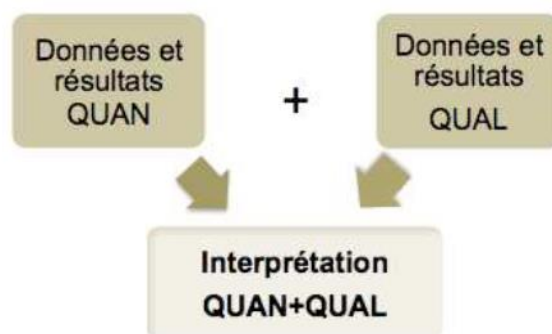 Données et
résultats
QUAN
+
Données et
résultats
QUAL
Interprétation
QUAN+QUAL